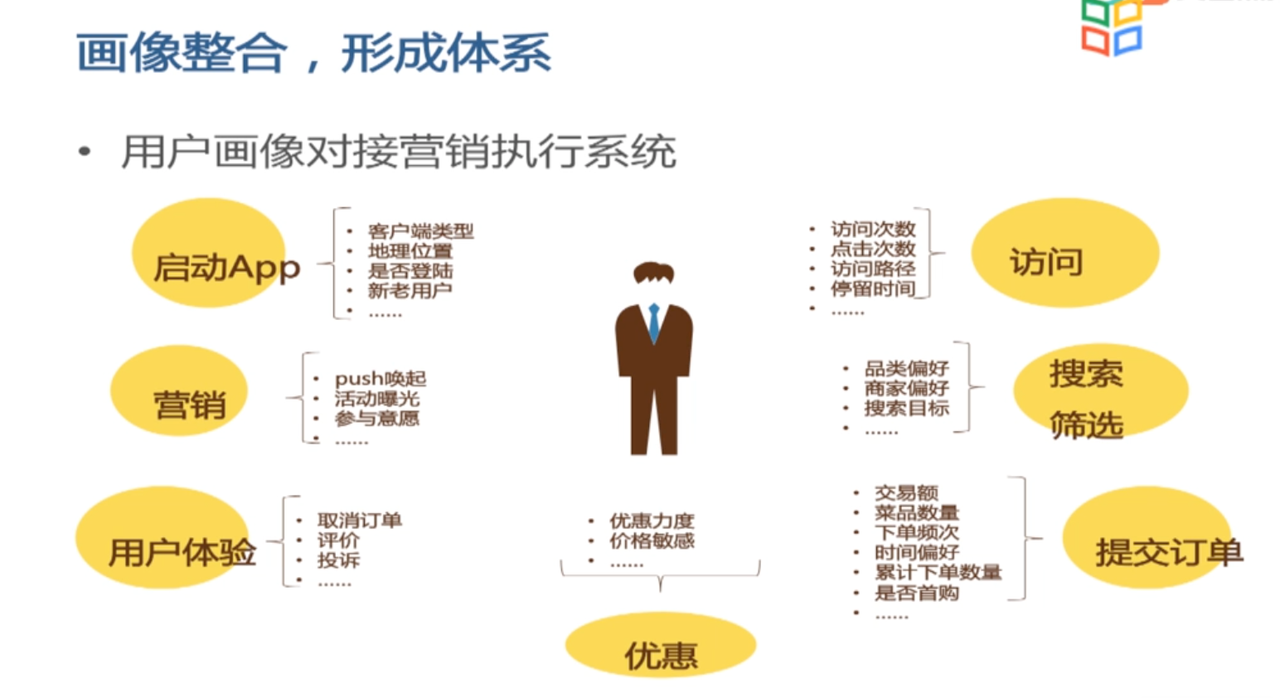 画像整合，形成体系
• 用户画像对接营销执行系统
启动App
• 客户端类型
• 地理位置
• 是否登陆
• 新老用户
• ......
营销
• push唤起
• 活动曝光
• 参与意愿
• ......
用户体验
• 取消订单
• 评价
• 投诉
• ......
• 优惠力度
• 价格敏感
• ......
优惠
• 访问次数
• 点击次数
• 访问路径
• 停留时间
• ......
访问
• 品类偏好
• 商家偏好
• 搜索目标
• ......
搜索
筛选
• 交易额
• 菜品数量
• 下单频次
• 时间偏好
• 累计下单数量
• 是否首购
• ......
提交订单